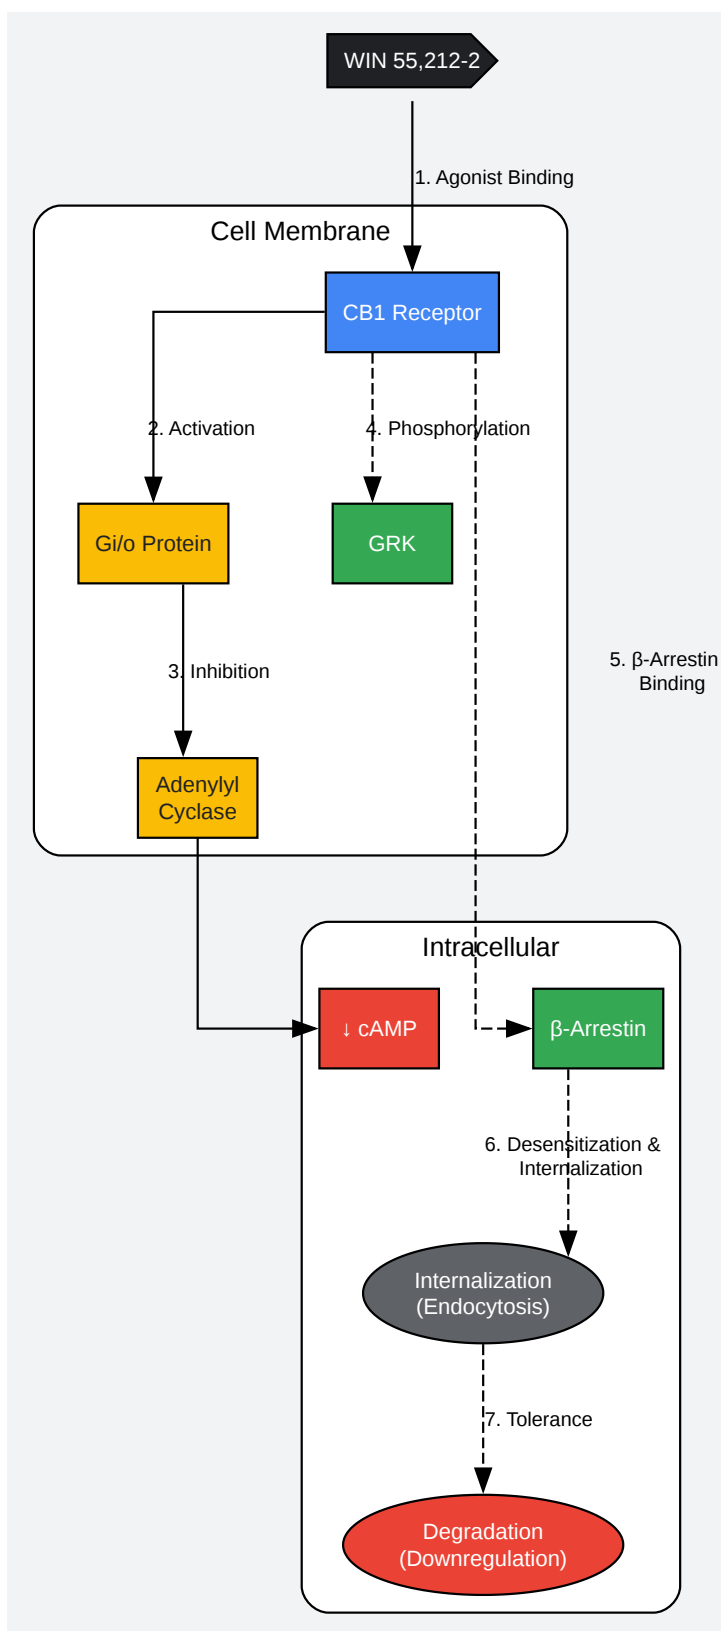 WIN 55,212-2
1. Agonist Binding
Cell Membrane
CB1 Receptor
2. Activation
4. Phosphorylation
Gi/o Protein
GRK
3. Inhibition
5. β-Arrestin
Binding
Adenylyl
Cyclase
Intracellular
↓ cAMP
β-Arrestin
6. Desensitization &
Internalization
Internalization
(Endocytosis)
7. Tolerance
Degradation
(Downregulation)